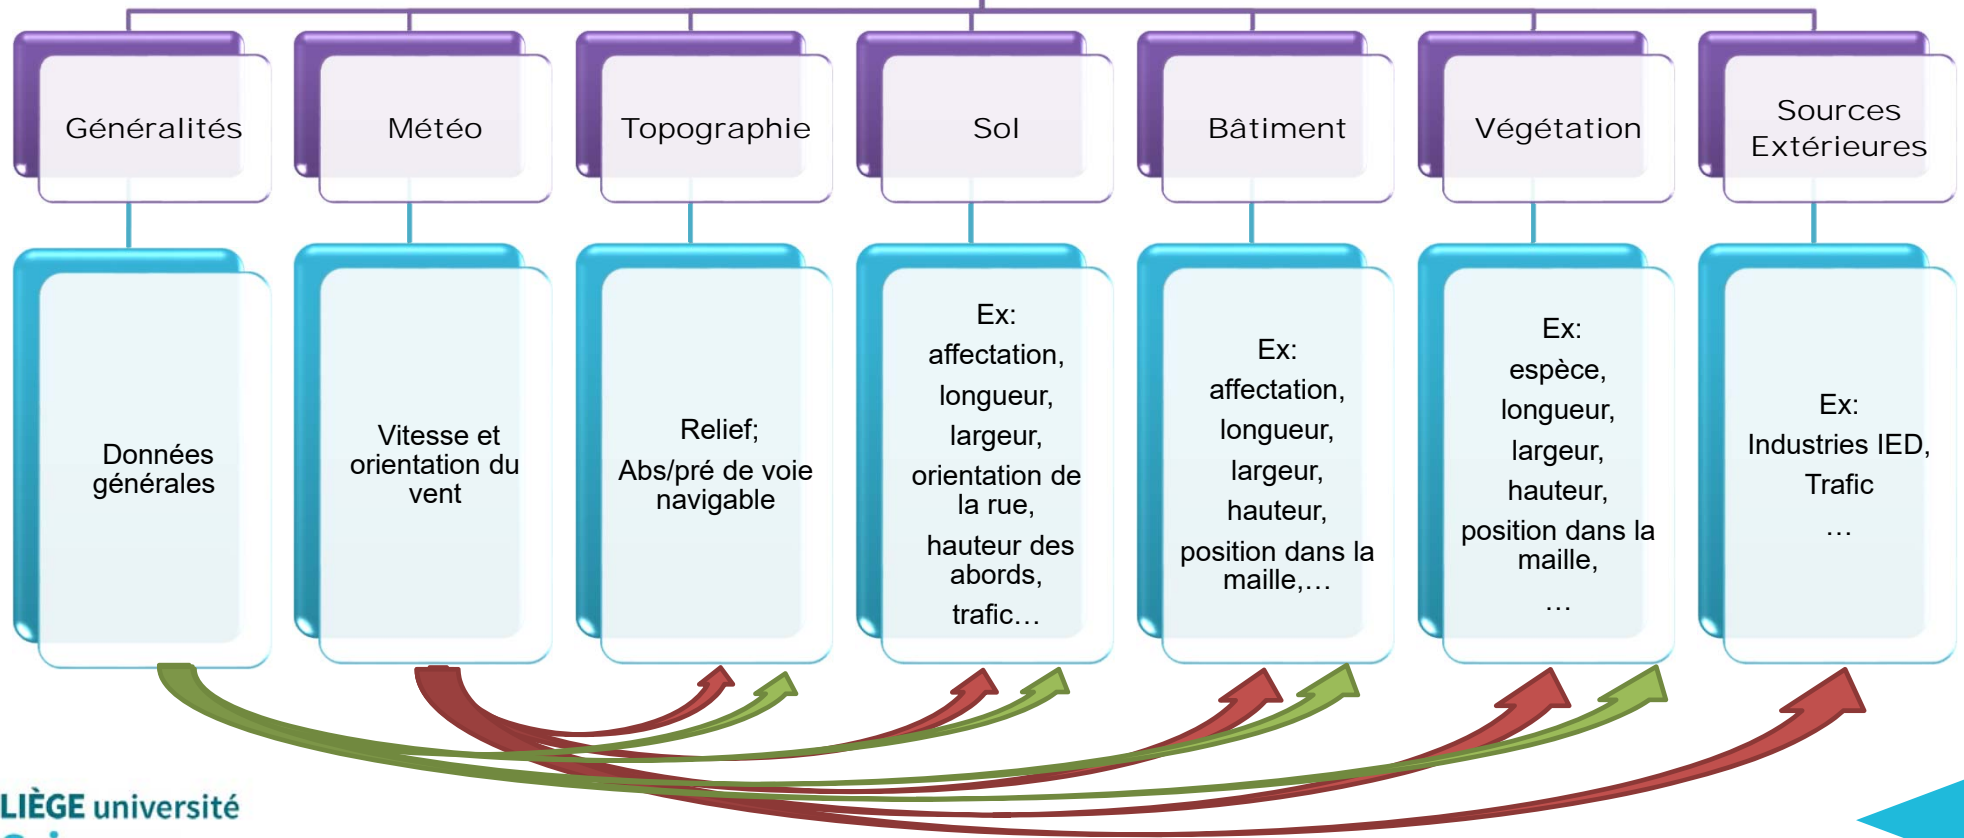 Généralités
Météo
Topographie
Sol
Bâtiment
Végétation
Sources
Extérieures
Données
générales
Vitesse et
orientation du
vent
Relief;
Abs/pré de voie
navigable
Ex:
affectation,
longueur,
largeur,
orientation de
la rue,
hauteur des
abords,
trafic…
Ex:
affectation,
longueur,
largeur,
hauteur,
position dans la
maille,…
Ex:
espèce,
longueur,
largeur,
hauteur,
position dans la
maille,
…
Ex:
Industries IED,
Trafic
…
LIÈGE université